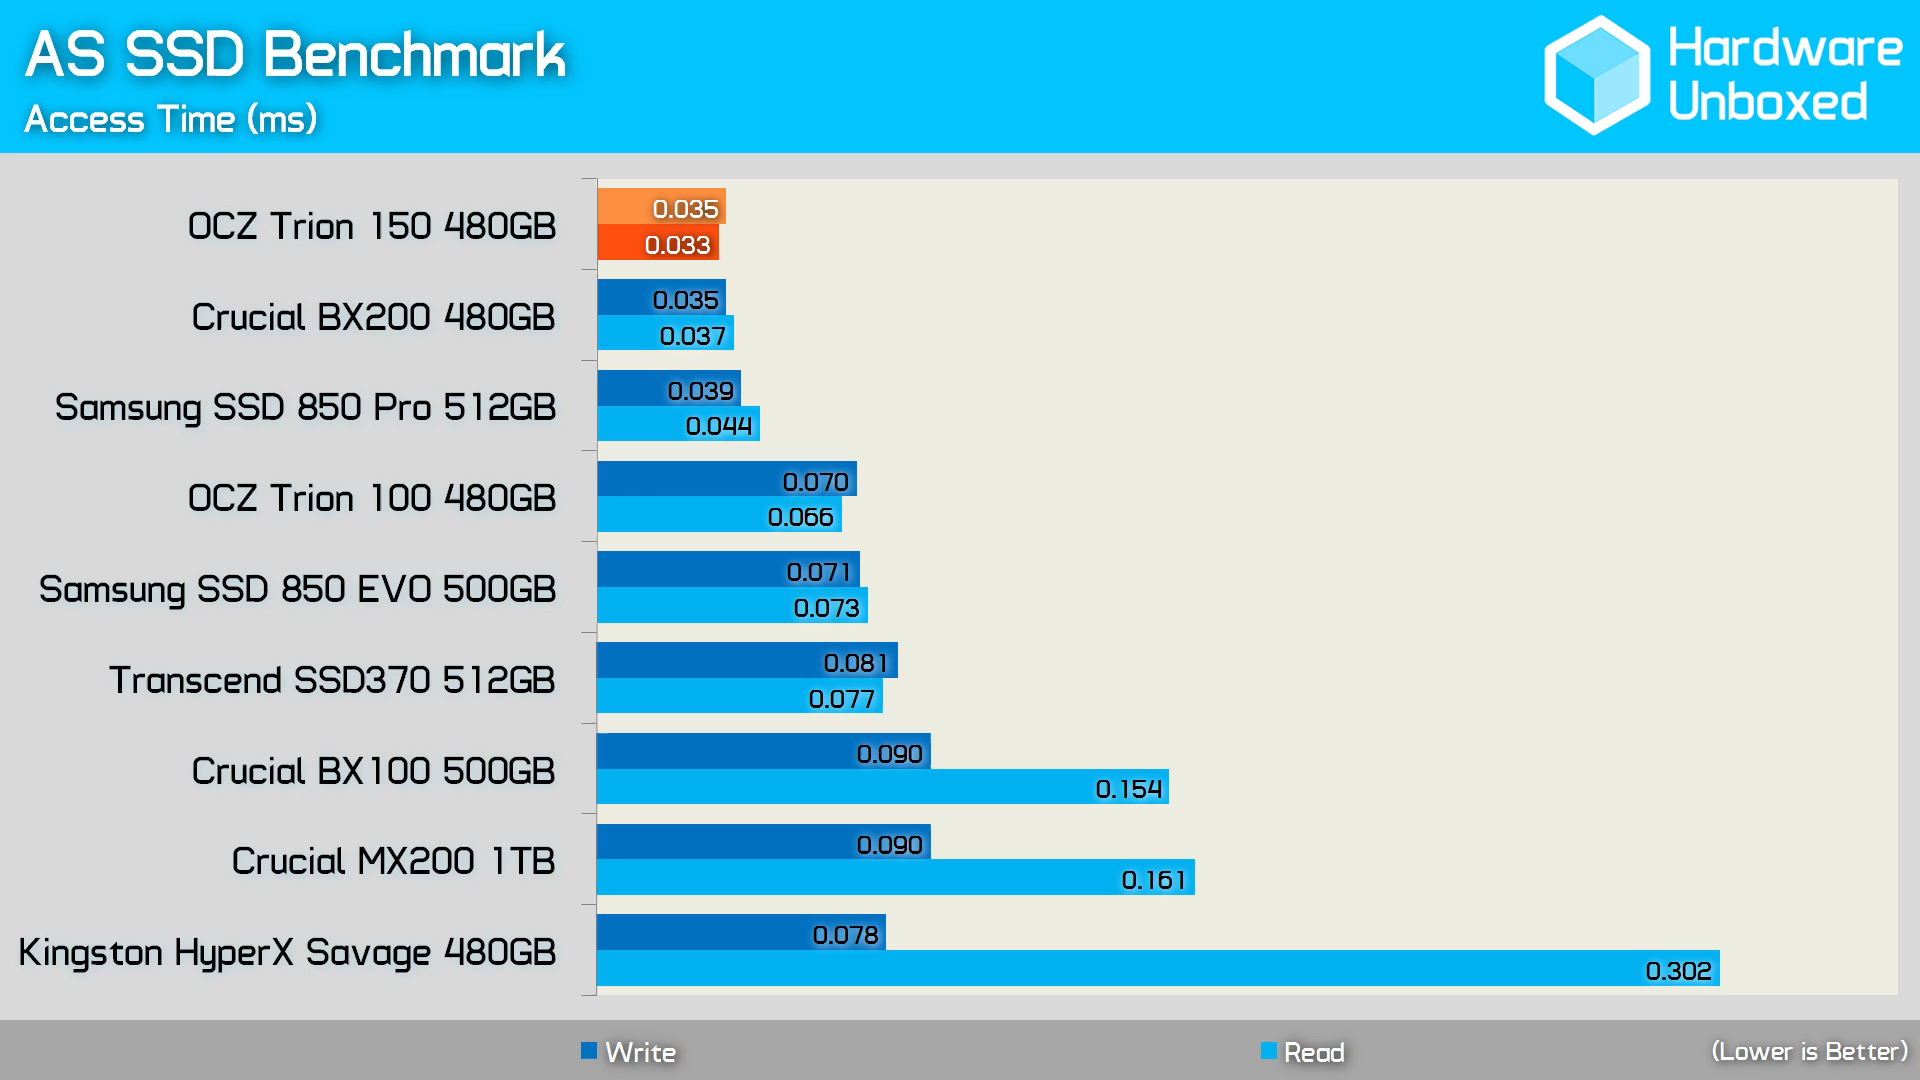 AS SSD Benchmark
Access Time (ms)
Hardware
Unboxed
OCZ Trion 150 480GB
0.035
0.033
Crucial BX200 480GB
0.035
0.037
Samsung SSD 850 Pro 512GB
0.039
0.044
OCZ Trion 100 480GB
0.070
0.066
Samsung SSD 850 EVO 500GB
0.071
0.073
Transcend SSD370 512GB
0.081
0.077
Crucial BX100 500GB
0.090
0.154
Crucial MX200 1TB
0.090
0.161
Kingston HyperX Savage 480GB
0.078
0.302
Write
Read
(Lower is Better)